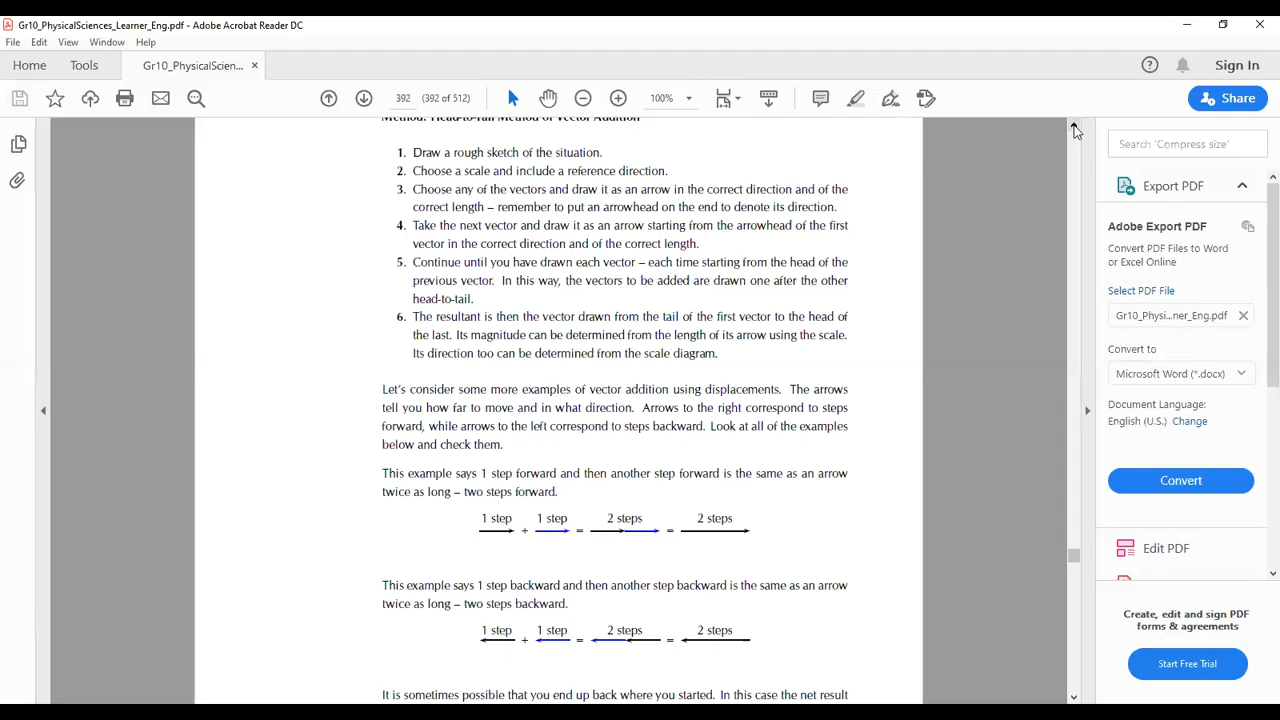 Gr10_PhysicalSciences_Learner_Eng.pdf - Adobe Acrobat Reader DC
File Edit View Window Help
Home Tools Gr10_PhysicalScien... ×
392 (392 of 512) 100% Share
? Sign In
Method: Head-to-Tail Method of Vector Addition
1. Draw a rough sketch of the situation.
2. Choose a scale and include a reference direction.
3. Choose any of the vectors and draw it as an arrow in the correct direction and of the
correct length – remember to put an arrowhead on the end to denote its direction.
4. Take the next vector and draw it as an arrow starting from the arrowhead of the first
vector in the correct direction and of the correct length.
5. Continue until you have drawn each vector – each time starting from the head of the
previous vector. In this way, the vectors to be added are drawn one after the other
head-to-tail.
6. The resultant is then the vector drawn from the tail of the first vector to the head of
the last. Its magnitude can be determined from the length of its arrow using the scale.
Its direction too can be determined from the scale diagram.
Let's consider some more examples of vector addition using displacements. The arrows
tell you how far to move and in what direction. Arrows to the right correspond to steps
forward, while arrows to the left correspond to steps backward. Look at all of the examples
below and check them.
This example says 1 step forward and then another step forward is the same as an arrow
twice as long – two steps forward.
1 step 1 step 2 steps 2 steps
+ = =
This example says 1 step backward and then another step backward is the same as an arrow
twice as long – two steps backward.
1 step 1 step 2 steps 2 steps
+ = =
It is sometimes possible that you end up back where you started. In this case the net result
Search 'Compress size'
Export PDF
Adobe Export PDF
Convert PDF Files to Word
or Excel Online
Select PDF File
Gr10_Physi...ner_Eng.pdf ×
Convert to
Microsoft Word (*.docx)
Document Language:
English (U.S.) Change
Convert
Edit PDF
Create, edit and sign PDF
forms & agreements
Start Free Trial